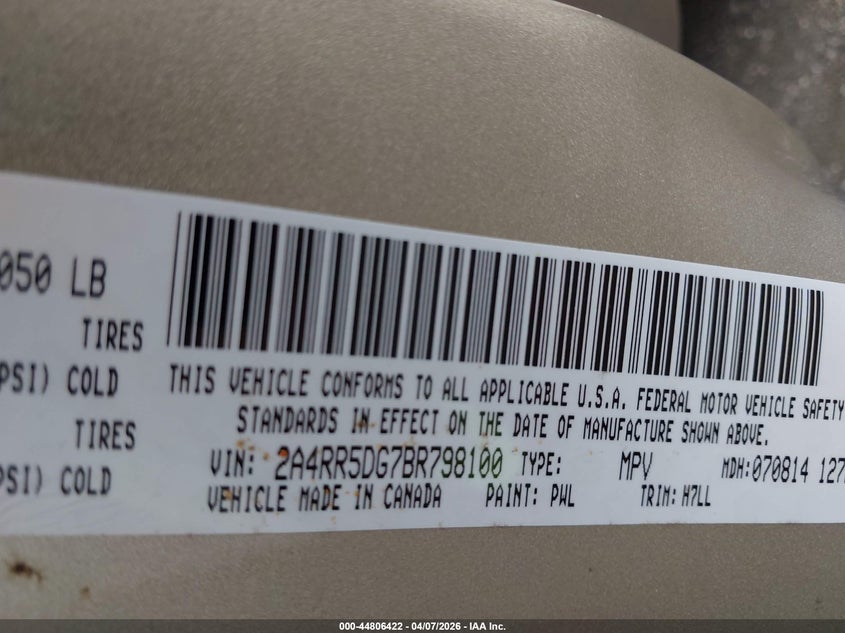 050 LB
TIRES
PSI) COLD
TIRES
PSI) COLD
THIS VEHICLE CONFORMS TO ALL APPLICABLE U.S.A. FEDERAL MOTOR VEHICLE SAFETY
STANDARDS IN EFFECT ON THE DATE OF MANUFACTURE SHOWN ABOVE.
VIN: 2A4RR5DG7BR798100 TYPE: MPV MDH:070814 127
VEHICLE MADE IN CANADA PAINT: PWL TRIM: H7LL
000-44806422 - 04/07/2026 - IAA Inc.